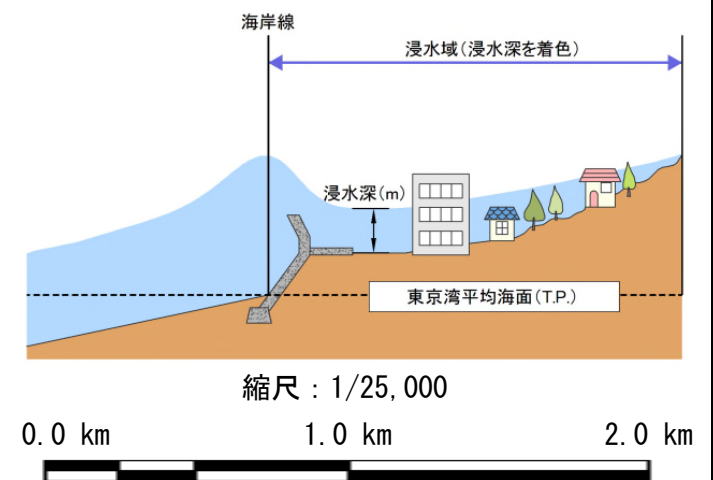 海岸線
浸水域(浸水深を着色)
浸水深(m)
東京湾平均海面(T.P.)
縮尺：1/25,000
0.0 km 1.0 km 2.0 km